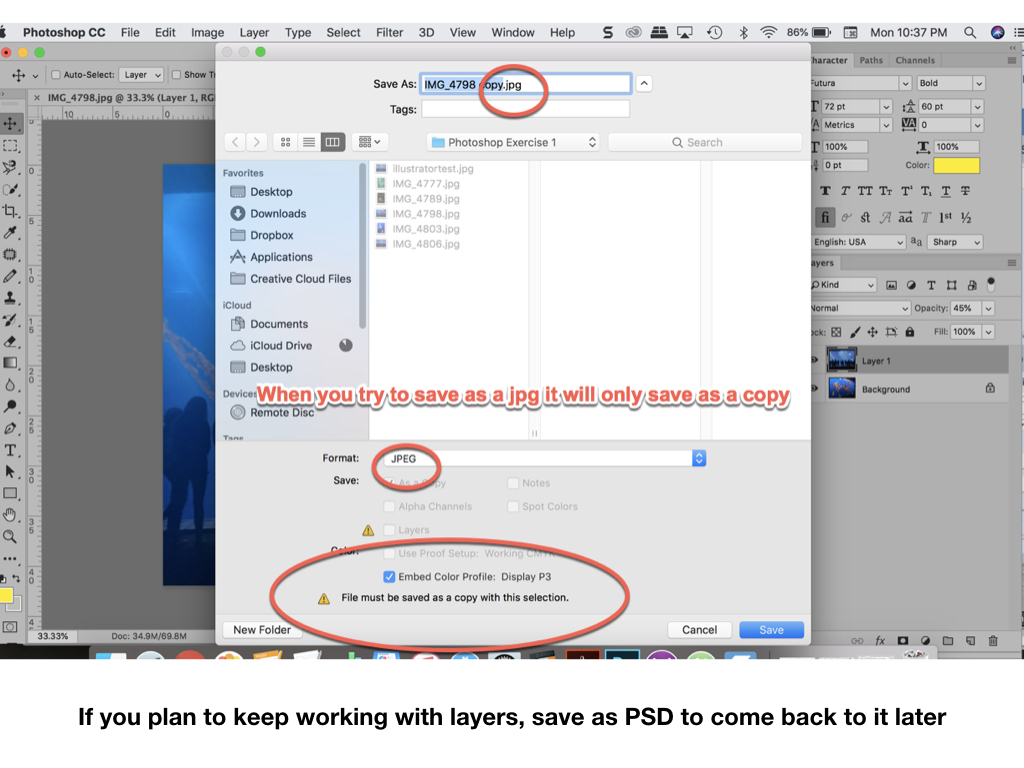 Photoshop CC File Edit Image Layer Type Select Filter 3D View Window Help 86% Mon 10:37 PM
Auto-Select: Layer Show
IMG_4798.jpg @ 33.3% (Layer 1, RG
Save As: IMG_4798 copy.jpg
Tags:
Photoshop Exercise 1
Search
Favorites
Desktop
Downloads
Dropbox
Applications
Creative Cloud Files
iCloud
Documents
iCloud Drive
Desktop
Devices
Remote Disc
Tags
illustratortest.jpg
IMG_4777.jpg
IMG_4789.jpg
IMG_4798.jpg
IMG_4803.jpg
IMG_4806.jpg
When you try to save as a jpg it will only save as a copy
Format: JPEG
Save: As a Copy Notes
Alpha Channels Spot Colors
Layers
Color: Use Proof Setup: Working CMYK
Embed Color Profile: Display P3
File must be saved as a copy with this selection.
New Folder Cancel Save
33.33% Doc: 34.9M/69.8M
aracter Paths Channels
Futura Bold
72 pt 60 pt
Metrics 0
100% 100%
0 pt Color:
English: USA aa Sharp
ayers
Kind
Normal Opacity: 45%
ock: Fill: 100%
Layer 1
Background
fx
If you plan to keep working with layers, save as PSD to come back to it later